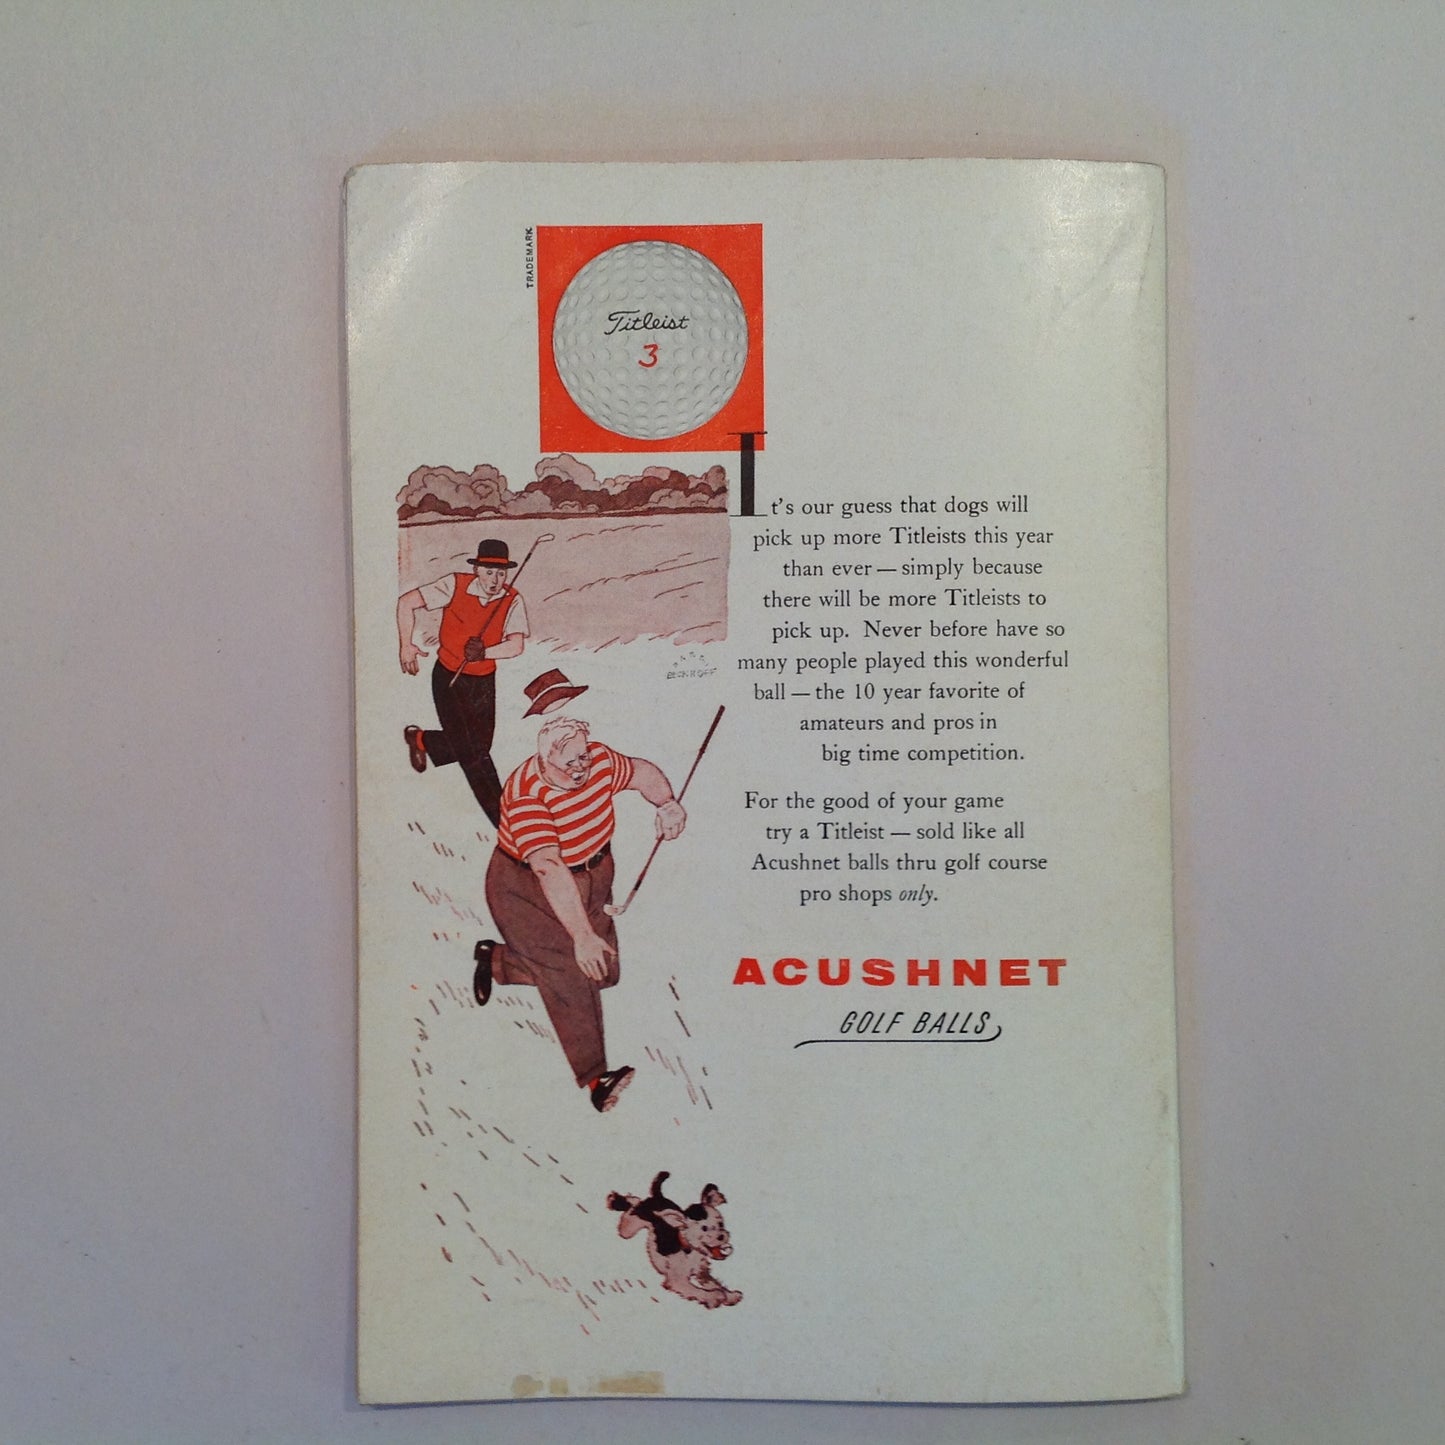 TRADEMARK
Titleist
3
It's our guess that dogs will
pick up more Titleists this year
than ever — simply because
there will be more Titleists to
pick up. Never before have so
many people played this wonderful
ball — the 10 year favorite of
amateurs and pros in
big time competition.
For the good of your game
try a Titleist — sold like all
Acushnet balls thru golf course
pro shops only.
ACUSHNET
GOLF BALLS